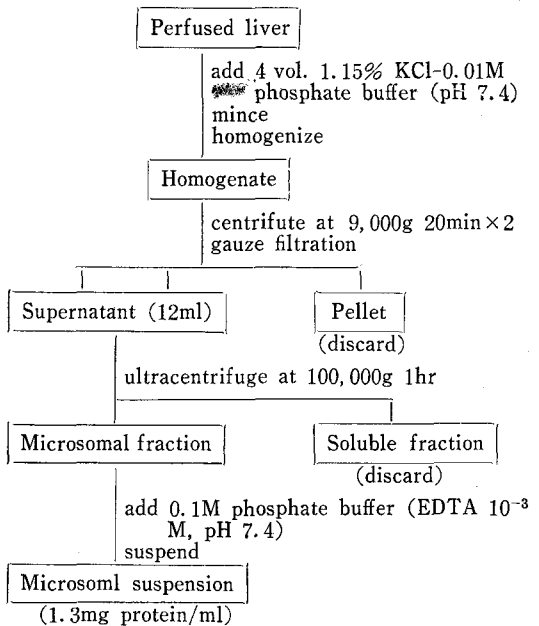 Perfused liver
add 4 vol. 1.15% KCl-0.01M
phosphate buffer (pH 7.4)
mince
homogenize
Homogenate
centrifute at 9,000g 20min×2
gauze filtration
Supernatant (12ml)
Pellet
(discard)
ultracentrifuge at 100,000g 1hr
Microsomal fraction
Soluble fraction
(discard)
add 0.1M phosphate buffer (EDTA 10⁻³
M, pH 7.4)
suspend
Microsoml suspension
(1.3mg protein/ml)